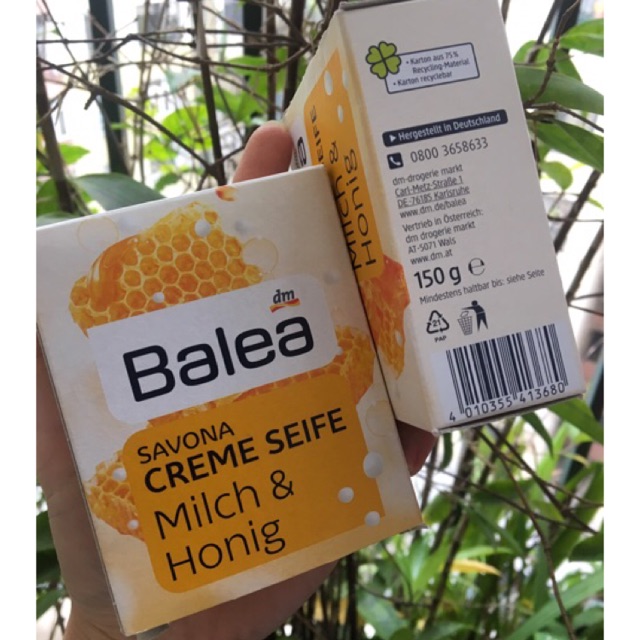 dm
Balea
SAVONA
CREME SEIFE
Milch &
Honig
SEIFE
Milch &
Honig
• Karton aus 75%
Recycling-Material
• Karton recyclebar
Hergestellt in Deutschland
0800 3658633
dm-drogerie markt
Carl-Metz-Straße 1
DE-76185 Karlsruhe
www.dm.de/balea
Vertrieb in Österreich:
dm drogerie markt
AT-5071 Wals
www.dm.at
150 g ℮
Mindestens haltbar bis: siehe Seite
21
PAP
4 010355 413680